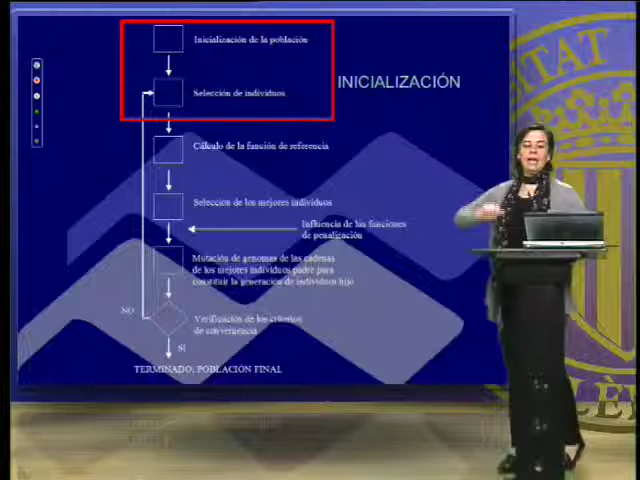 Inicialización de la población
INICIALIZACIÓN
Selección de individuos
Cálculo de la función de referencia
Selección de los mejores individuos
Influencia de las funciones
de penalización
Mutación de genomas de las cadenas
de los mejores individuos padre para
constituir la generación de individuos hijo
NO
Verificación de los criterios
de convergencia
SI
TERMINADO: POBLACIÓN FINAL
TAT
LÈN